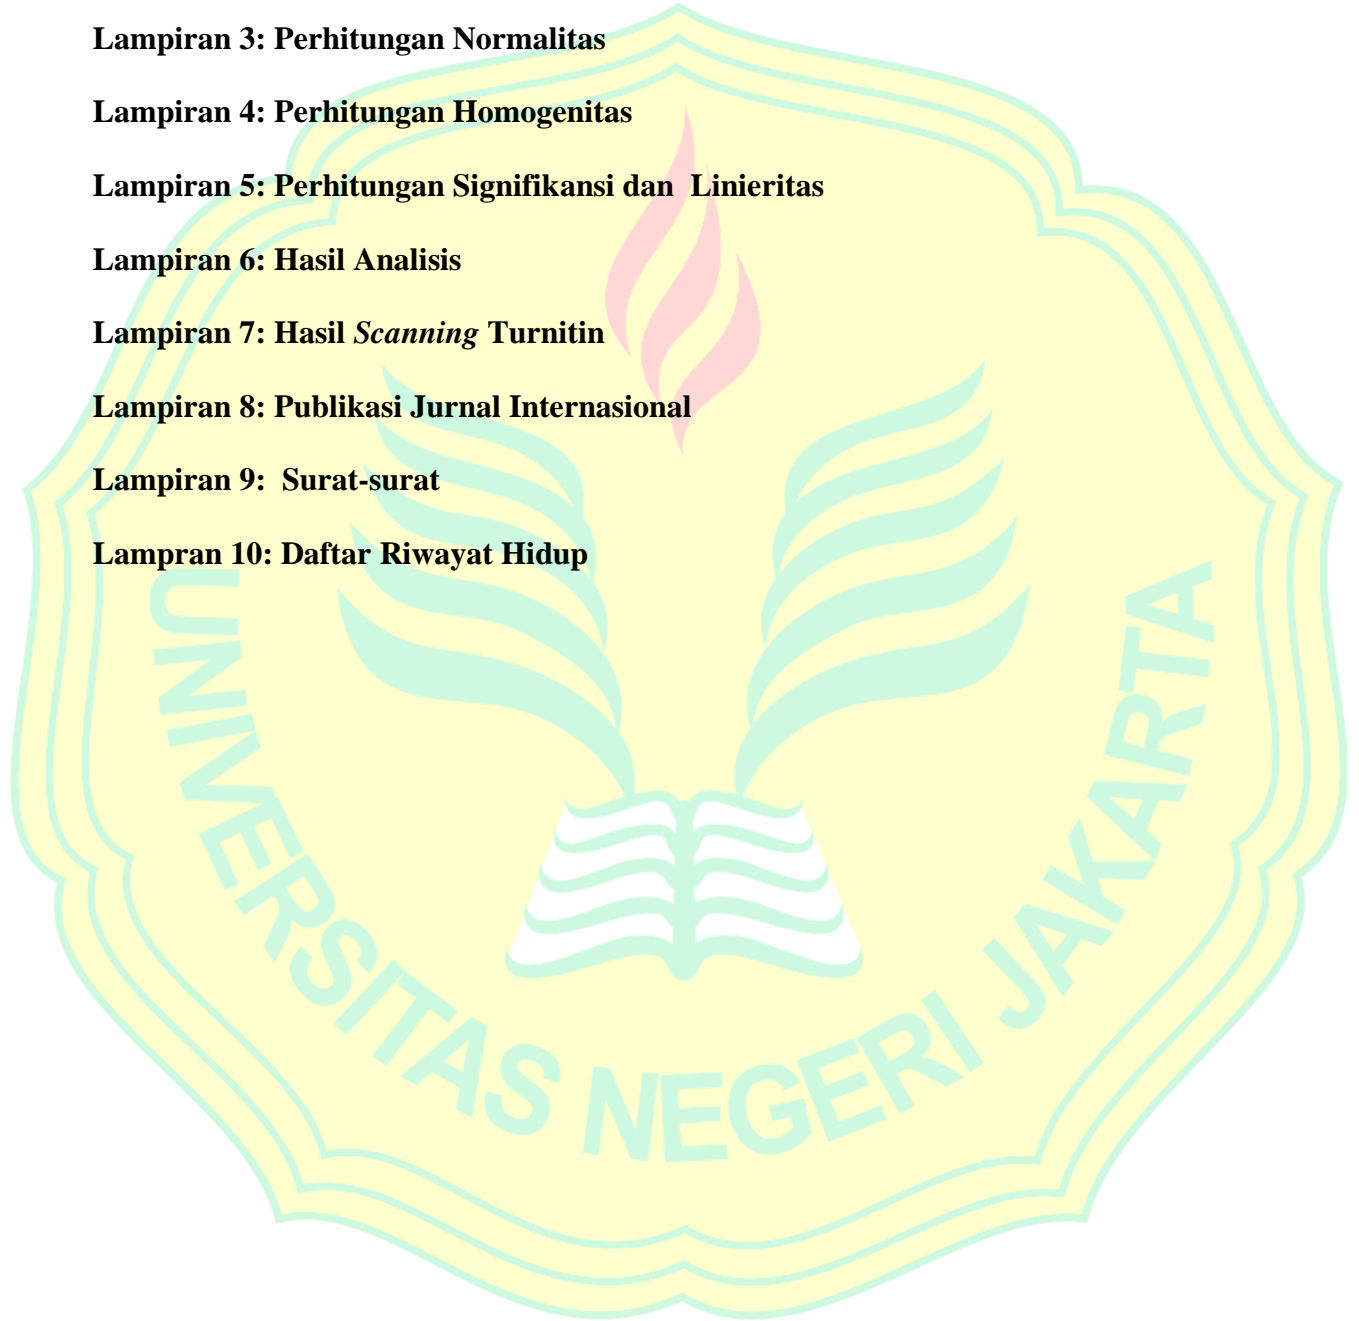 Lampiran 3: Perhitungan Normalitas
Lampiran 4: Perhitungan Homogenitas
Lampiran 5: Perhitungan Signifikansi dan  Linieritas
Lampiran 6: Hasil Analisis
Lampiran 7: Hasil Scanning Turnitin
Lampiran 8: Publikasi Jurnal Internasional
Lampiran 9:  Surat-surat
Lampran 10: Daftar Riwayat Hidup
UNIVERSITAS NEGERI JAKARTA